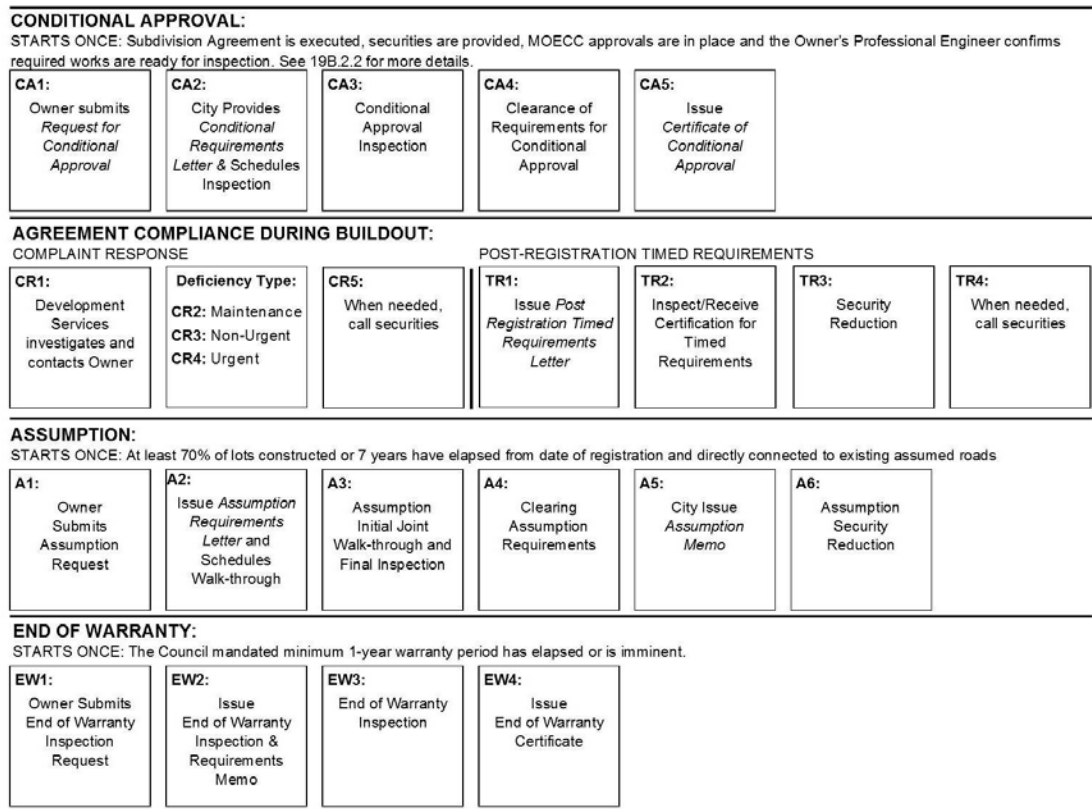 CONDITIONAL APPROVAL:
STARTS ONCE: Subdivision Agreement is executed, securities are provided, MOECC approvals are in place and the Owner's Professional Engineer confirms
required works are ready for inspection. See 19B.2.2 for more details.
CA1:
Owner submits
Request for
Conditional
Approval
CA2:
City Provides
Conditional
Requirements
Letter & Schedules
Inspection
CA3:
Conditional
Approval
Inspection
CA4:
Clearance of
Requirements for
Conditional
Approval
CA5:
Issue
Certificate of
Conditional
Approval
AGREEMENT COMPLIANCE DURING BUILDOUT:
COMPLAINT RESPONSE
CR1:
Development
Services
investigates and
contacts Owner
Deficiency Type:
CR2: Maintenance
CR3: Non-Urgent
CR4: Urgent
CR5:
When needed,
call securities
POST-REGISTRATION TIMED REQUIREMENTS
TR1:
Issue Post
Registration Timed
Requirements
Letter
TR2:
Inspect/Receive
Certification for
Timed
Requirements
TR3:
Security
Reduction
TR4:
When needed,
call securities
ASSUMPTION:
STARTS ONCE: At least 70% of lots constructed or 7 years have elapsed from date of registration and directly connected to existing assumed roads
A1:
Owner
Submits
Assumption
Request
A2:
Issue Assumption
Requirements
Letter and
Schedules
Walk-through
A3:
Assumption
Initial Joint
Walk-through and
Final Inspection
A4:
Clearing
Assumption
Requirements
A5:
City Issue
Assumption
Memo
A6:
Assumption
Security
Reduction
END OF WARRANTY:
STARTS ONCE: The Council mandated minimum 1-year warranty period has elapsed or is imminent.
EW1:
Owner Submits
End of Warranty
Inspection
Request
EW2:
Issue
End of Warranty
Inspection &
Requirements
Memo
EW3:
End of Warranty
Inspection
EW4:
Issue
End of Warranty
Certificate